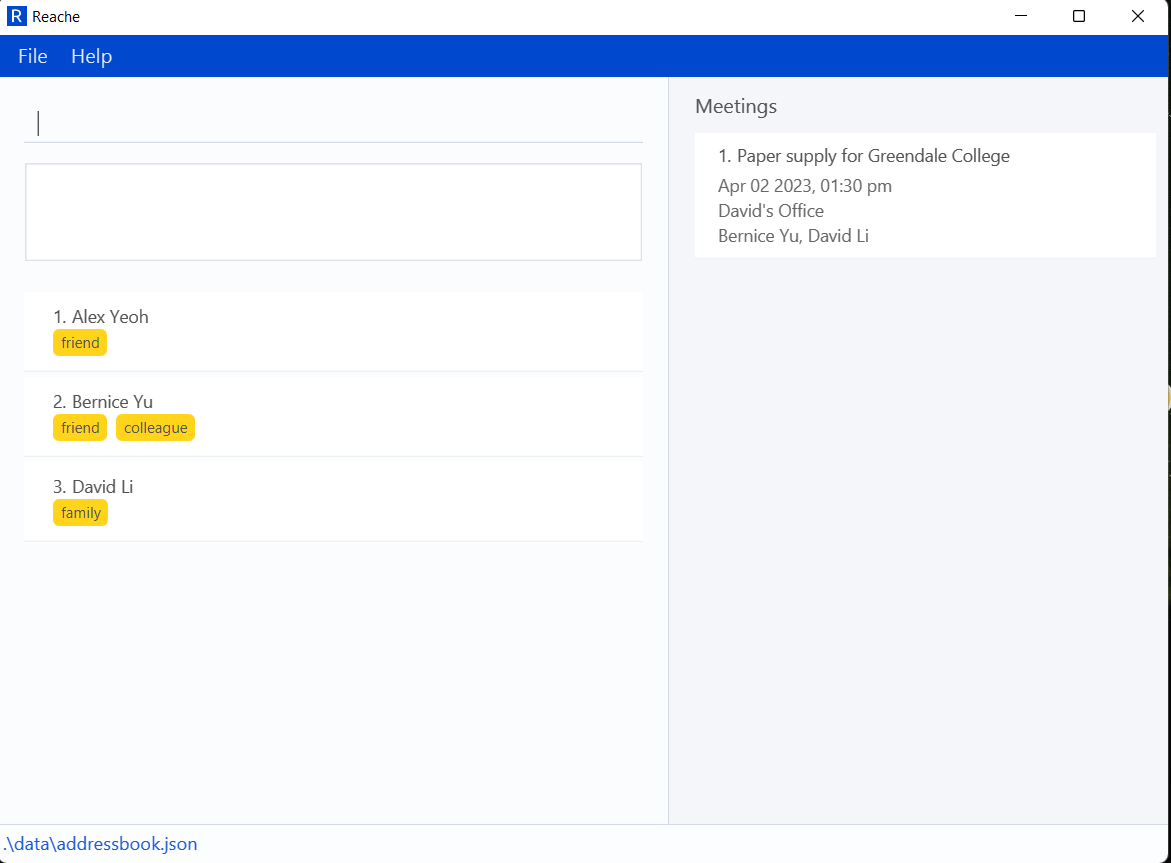 R Reache
File Help
Meetings
1. Paper supply for Greendale College
Apr 02 2023, 01:30 pm
David's Office
Bernice Yu, David Li
1. Alex Yeoh
friend
2. Bernice Yu
friend colleague
3. David Li
family
.\data\addressbook.json